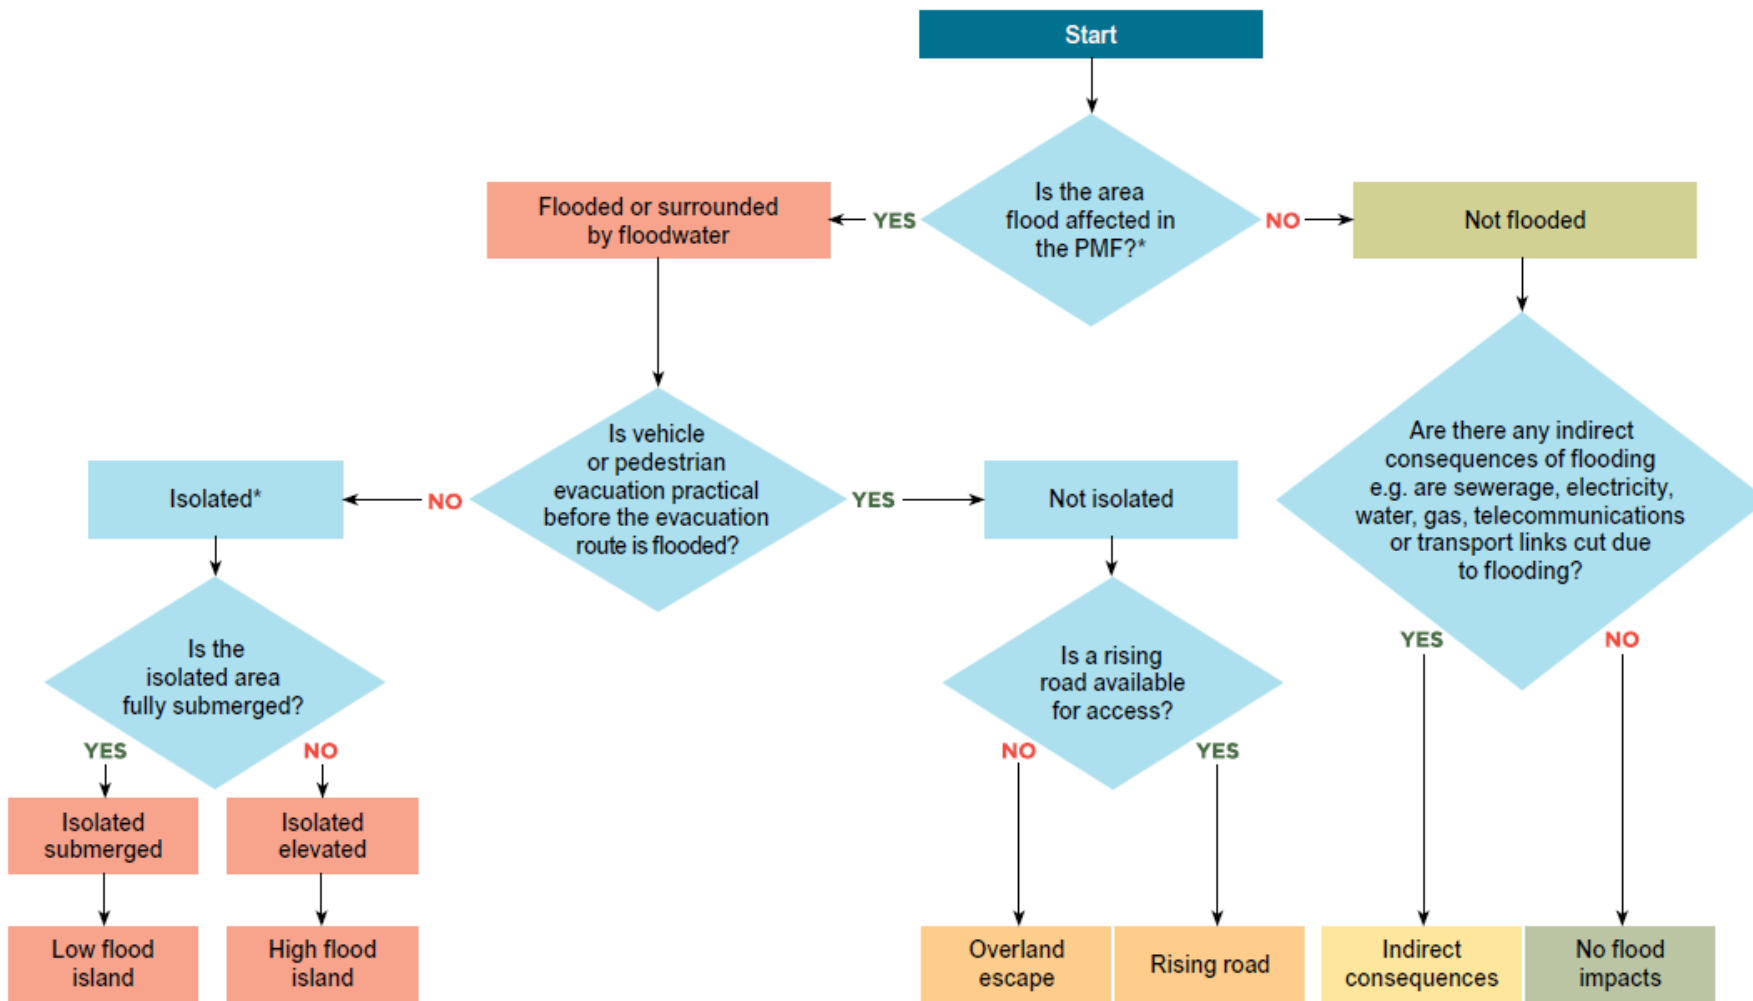 Start
Is the area
flood affected in
the PMF?*
YES
NO
Flooded or surrounded
by floodwater
Not flooded
Is vehicle
or pedestrian
evacuation practical
before the evacuation
route is flooded?
NO
YES
Isolated*
Not isolated
Are there any indirect
consequences of flooding
e.g. are sewerage, electricity,
water, gas, telecommunications
or transport links cut due
to flooding?
YES
NO
Is the
isolated area
fully submerged?
YES
NO
Is a rising
road available
for access?
NO
YES
Isolated
submerged
Isolated
elevated
Low flood
island
High flood
island
Overland
escape
Rising road
Indirect
consequences
No flood
impacts